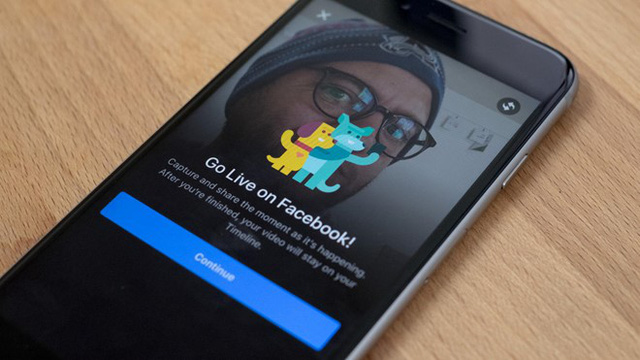 Go Live on Facebook!
Capture and share the moment as it's happening.
After you're finished, your video will stay on your
Timeline.
Continue